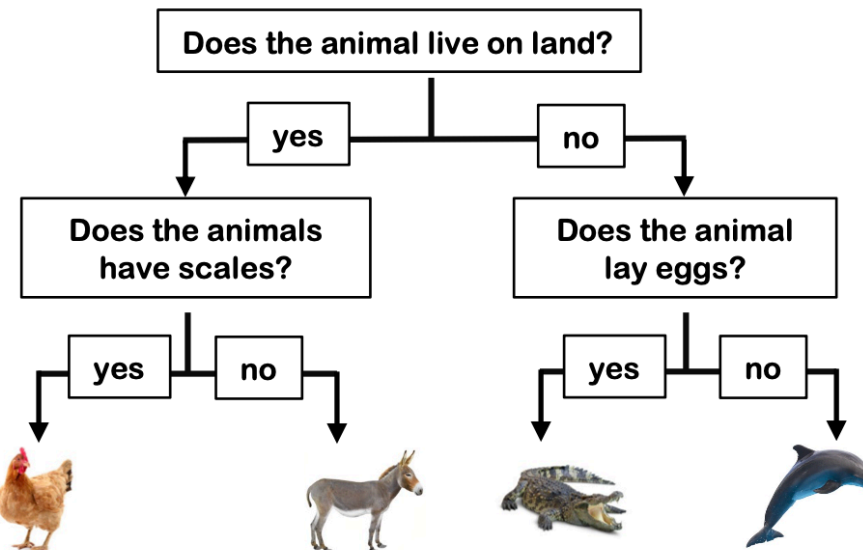 Does the animal live on land?
yes
no
Does the animals
have scales?
Does the animal
lay eggs?
yes
no
yes
no